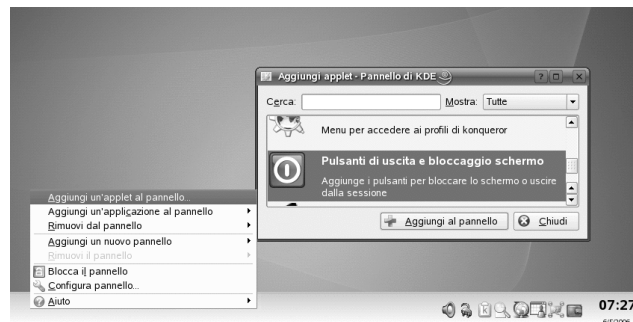 Aggiungi applet - Pannello di KDE
Cerca:
Mostra: Tutte
Menu per accedere ai profili di konqueror
Pulsanti di uscita e bloccaggio schermo
Aggiunge i pulsanti per bloccare lo schermo o uscire
dalla sessione
Aggiungi al pannello
Chiudi
Aggiungi un'applet al pannello...
Aggiungi un'applicazione al pannello
Rimuovi dal pannello
Aggiungi un nuovo pannello
Rimuovi il pannello
Blocca il pannello
Configura pannello...
Aiuto
07:27